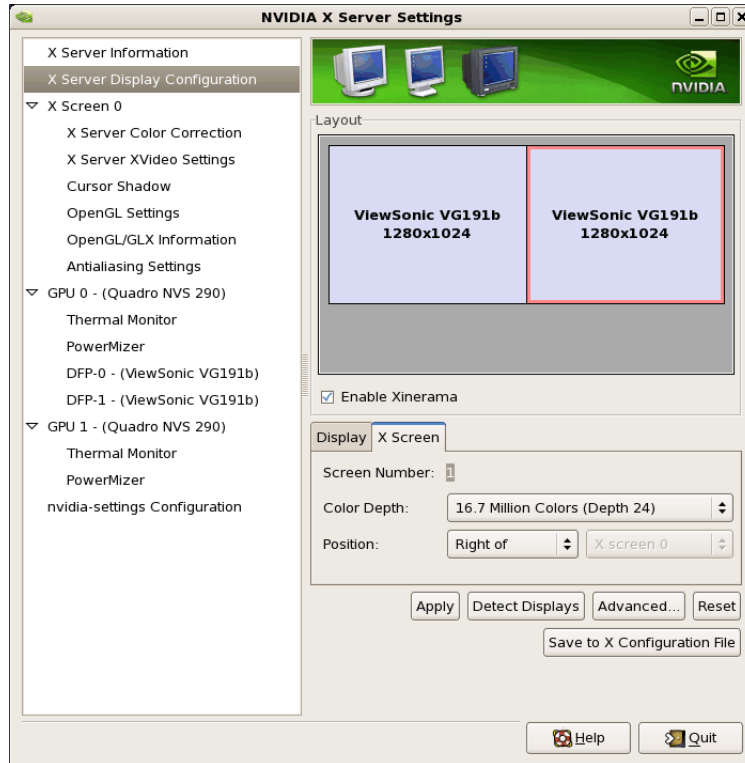 NVIDIA X Server Settings
X Server Information
X Server Display Configuration
X Screen 0
X Server Color Correction
X Server XVideo Settings
Cursor Shadow
OpenGL Settings
OpenGL/GLX Information
Antialiasing Settings
GPU 0 - (Quadro NVS 290)
Thermal Monitor
PowerMizer
DFP-0 - (ViewSonic VG191b)
DFP-1 - (ViewSonic VG191b)
GPU 1 - (Quadro NVS 290)
Thermal Monitor
PowerMizer
nvidia-settings Configuration
NVIDIA
Layout
ViewSonic VG191b
1280x1024
ViewSonic VG191b
1280x1024
Enable Xinerama
Display X Screen
Screen Number: 1
Color Depth: 16.7 Million Colors (Depth 24)
Position: Right of X screen 0
Apply Detect Displays Advanced... Reset
Save to X Configuration File
Help Quit